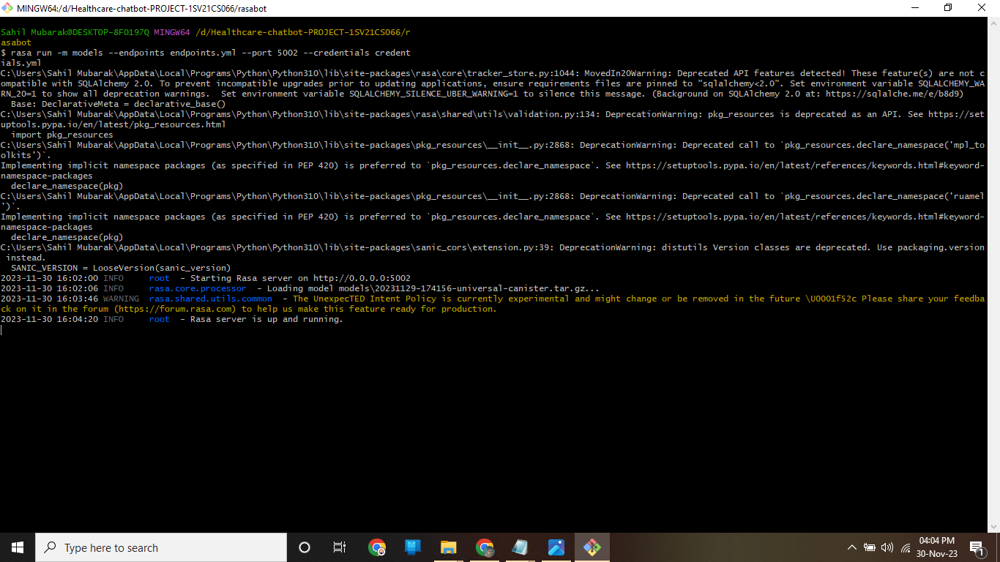 MINGW64:/d/Healthcare-chatbot-PROJECT-1SV21CS066/rasabot
Sahil Mubarak@DESKTOP-8FO197Q MINGW64 /d/Healthcare-chatbot-PROJECT-1SV21CS066/r
asabot
$ rasa run -m models --endpoints endpoints.yml --port 5002 --credentials credent
ials.yml
C:\Users\Sahil Mubarak\AppData\Local\Programs\Python\Python310\lib\site-packages\rasa\core\tracker_store.py:1044: MovedIn20Warning: Deprecated API features detected! These feature(s) are not c
ompatible with SQLAlchemy 2.0. To prevent incompatible upgrades prior to updating applications, ensure requirements files are pinned to "sqlalchemy<2.0". Set environment variable SQLALCHEMY_WA
RN_20=1 to show all deprecation warnings.  Set environment variable SQLALCHEMY_SILENCE_UBER_WARNING=1 to silence this message. (Background on SQLAlchemy 2.0 at: https://sqlalche.me/e/b8d9)
  Base: DeclarativeMeta = declarative_base()
C:\Users\Sahil Mubarak\AppData\Local\Programs\Python\Python310\lib\site-packages\rasa\shared\utils\validation.py:134: DeprecationWarning: pkg_resources is deprecated as an API. See https://set
uptools.pypa.io/en/latest/pkg_resources.html
  import pkg_resources
C:\Users\Sahil Mubarak\AppData\Local\Programs\Python\Python310\lib\site-packages\pkg_resources\__init__.py:2868: DeprecationWarning: Deprecated call to `pkg_resources.declare_namespace('mpl_to
olkits')`.
Implementing implicit namespace packages (as specified in PEP 420) is preferred to `pkg_resources.declare_namespace`. See https://setuptools.pypa.io/en/latest/references/keywords.html#keyword-
namespace-packages
  declare_namespace(pkg)
C:\Users\Sahil Mubarak\AppData\Local\Programs\Python\Python310\lib\site-packages\pkg_resources\__init__.py:2868: DeprecationWarning: Deprecated call to `pkg_resources.declare_namespace('ruamel
')`.
Implementing implicit namespace packages (as specified in PEP 420) is preferred to `pkg_resources.declare_namespace`. See https://setuptools.pypa.io/en/latest/references/keywords.html#keyword-
namespace-packages
  declare_namespace(pkg)
C:\Users\Sahil Mubarak\AppData\Local\Programs\Python\Python310\lib\site-packages\sanic_cors\extension.py:39: DeprecationWarning: distutils Version classes are deprecated. Use packaging.version
 instead.
  SANIC_VERSION = LooseVersion(sanic_version)
2023-11-30 16:02:00 INFO     root  - Starting Rasa server on http://0.0.0.0:5002
2023-11-30 16:02:06 INFO     rasa.core.processor  - Loading model models\20231129-174156-universal-canister.tar.gz...
2023-11-30 16:03:46 WARNING  rasa.shared.utils.common  - The UnexpecTED Intent Policy is currently experimental and might change or be removed in the future \U0001f52c Please share your feedba
ck on it in the forum (https://forum.rasa.com) to help us make this feature ready for production.
2023-11-30 16:04:20 INFO     root  - Rasa server is up and running.
Type here to search
04:04 PM
30-Nov-23
1